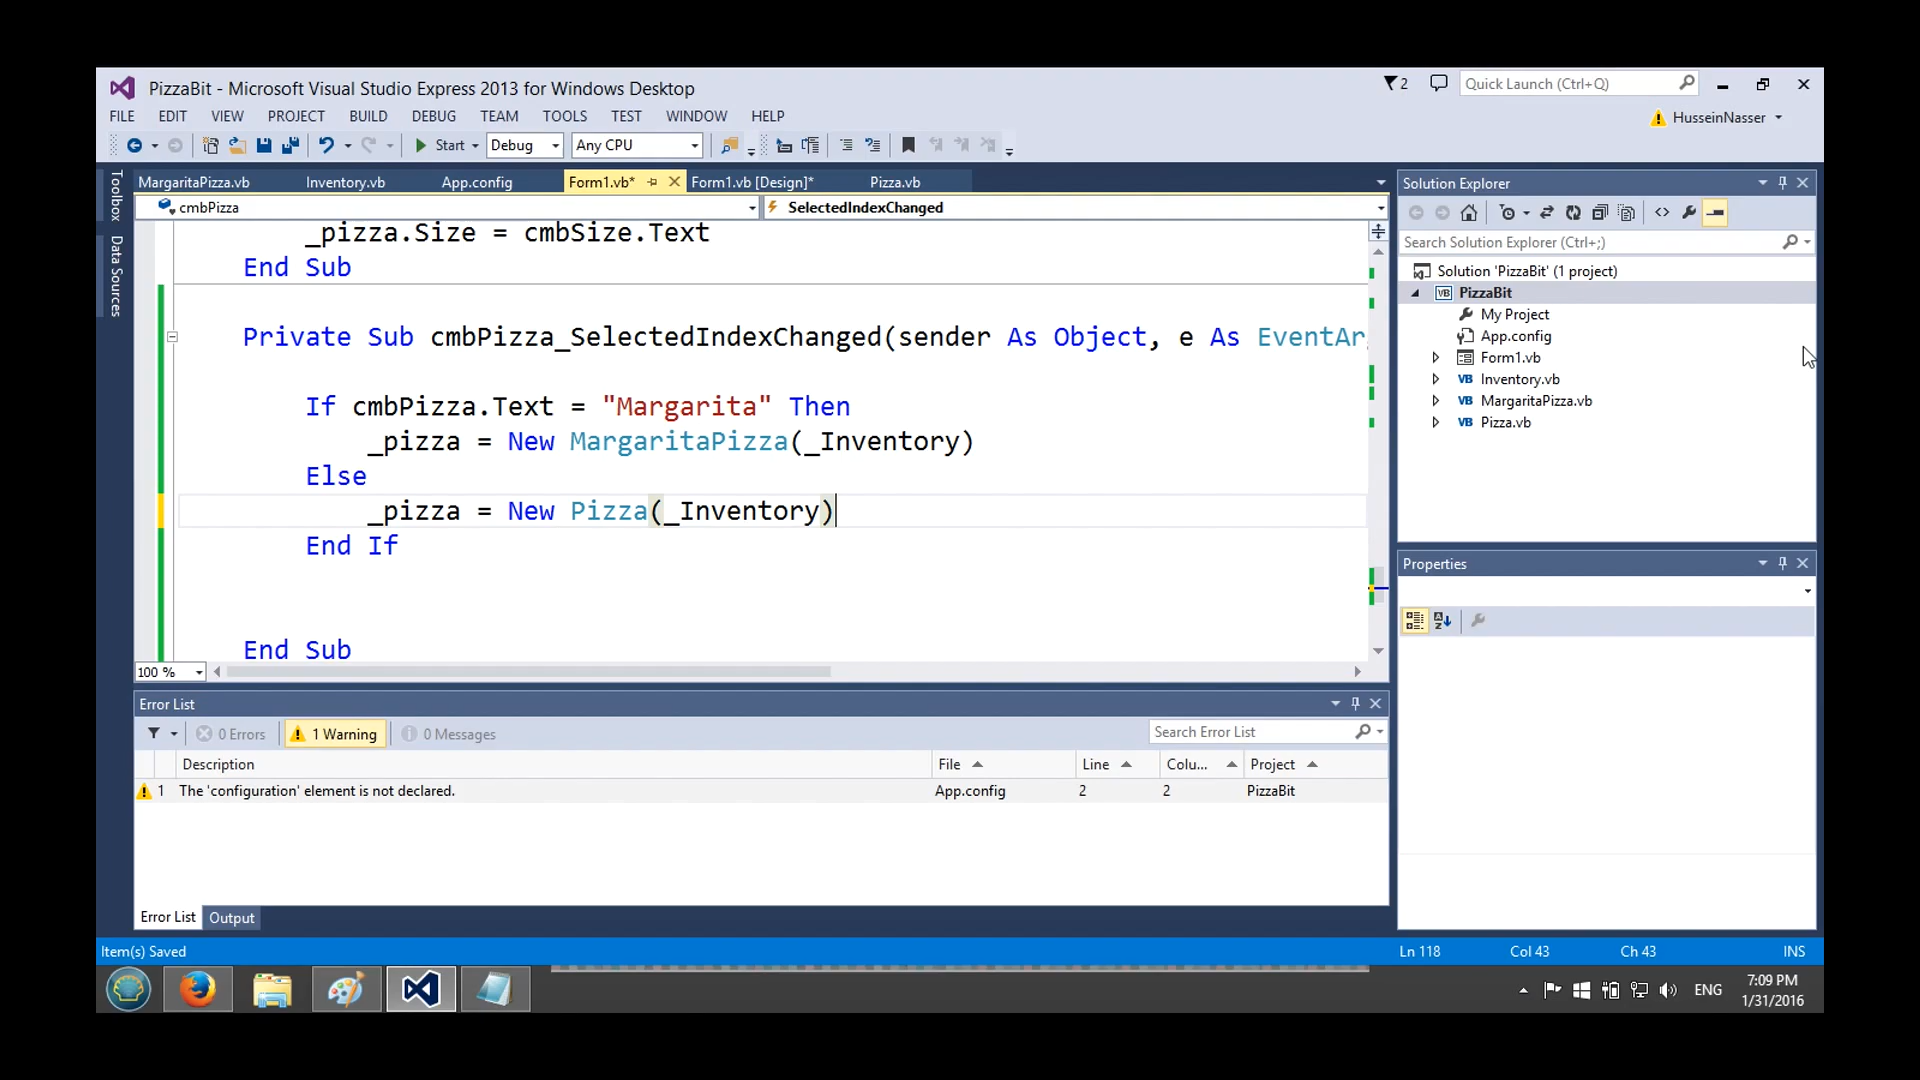 PizzaBit - Microsoft Visual Studio Express 2013 for Windows Desktop
2
Quick Launch (Ctrl+Q)
FILE EDIT VIEW PROJECT BUILD DEBUG TEAM TOOLS TEST WINDOW HELP
HusseinNasser
Start Debug Any CPU
Toolbox
Data Sources
MargaritaPizza.vb Inventory.vb App.config Form1.vb* Form1.vb [Design]* Pizza.vb
cmbPizza SelectedIndexChanged
_pizza.Size = cmbSize.Text
End Sub
Private Sub cmbPizza_SelectedIndexChanged(sender As Object, e As EventAr
If cmbPizza.Text = "Margarita" Then
_pizza = New MargaritaPizza(_Inventory)
Else
_pizza = New Pizza(_Inventory)
End If
End Sub
100 %
Solution Explorer
Search Solution Explorer (Ctrl+;)
Solution 'PizzaBit' (1 project)
VB PizzaBit
My Project
App.config
Form1.vb
VB Inventory.vb
VB MargaritaPizza.vb
VB Pizza.vb
Properties
Error List
0 Errors 1 Warning 0 Messages
Search Error List
Description File Line Colu... Project
1 The 'configuration' element is not declared. App.config 2 2 PizzaBit
Error List Output
Item(s) Saved
Ln 118 Col 43 Ch 43 INS
ENG
7:09 PM
1/31/2016